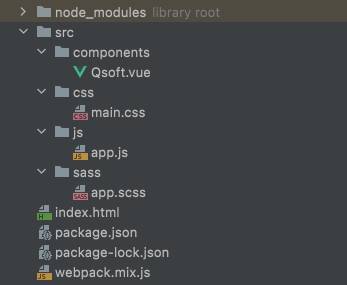 node_modules library root
src
components
Qsoft.vue
css
main.css
js
app.js
sass
app.scss
index.html
package.json
package-lock.json
webpack.mix.js